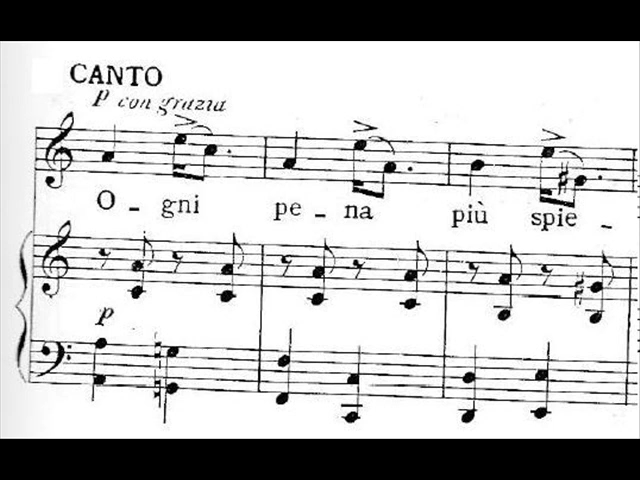 CANTO
p con grazia
O - gni pe - na più spie -
p